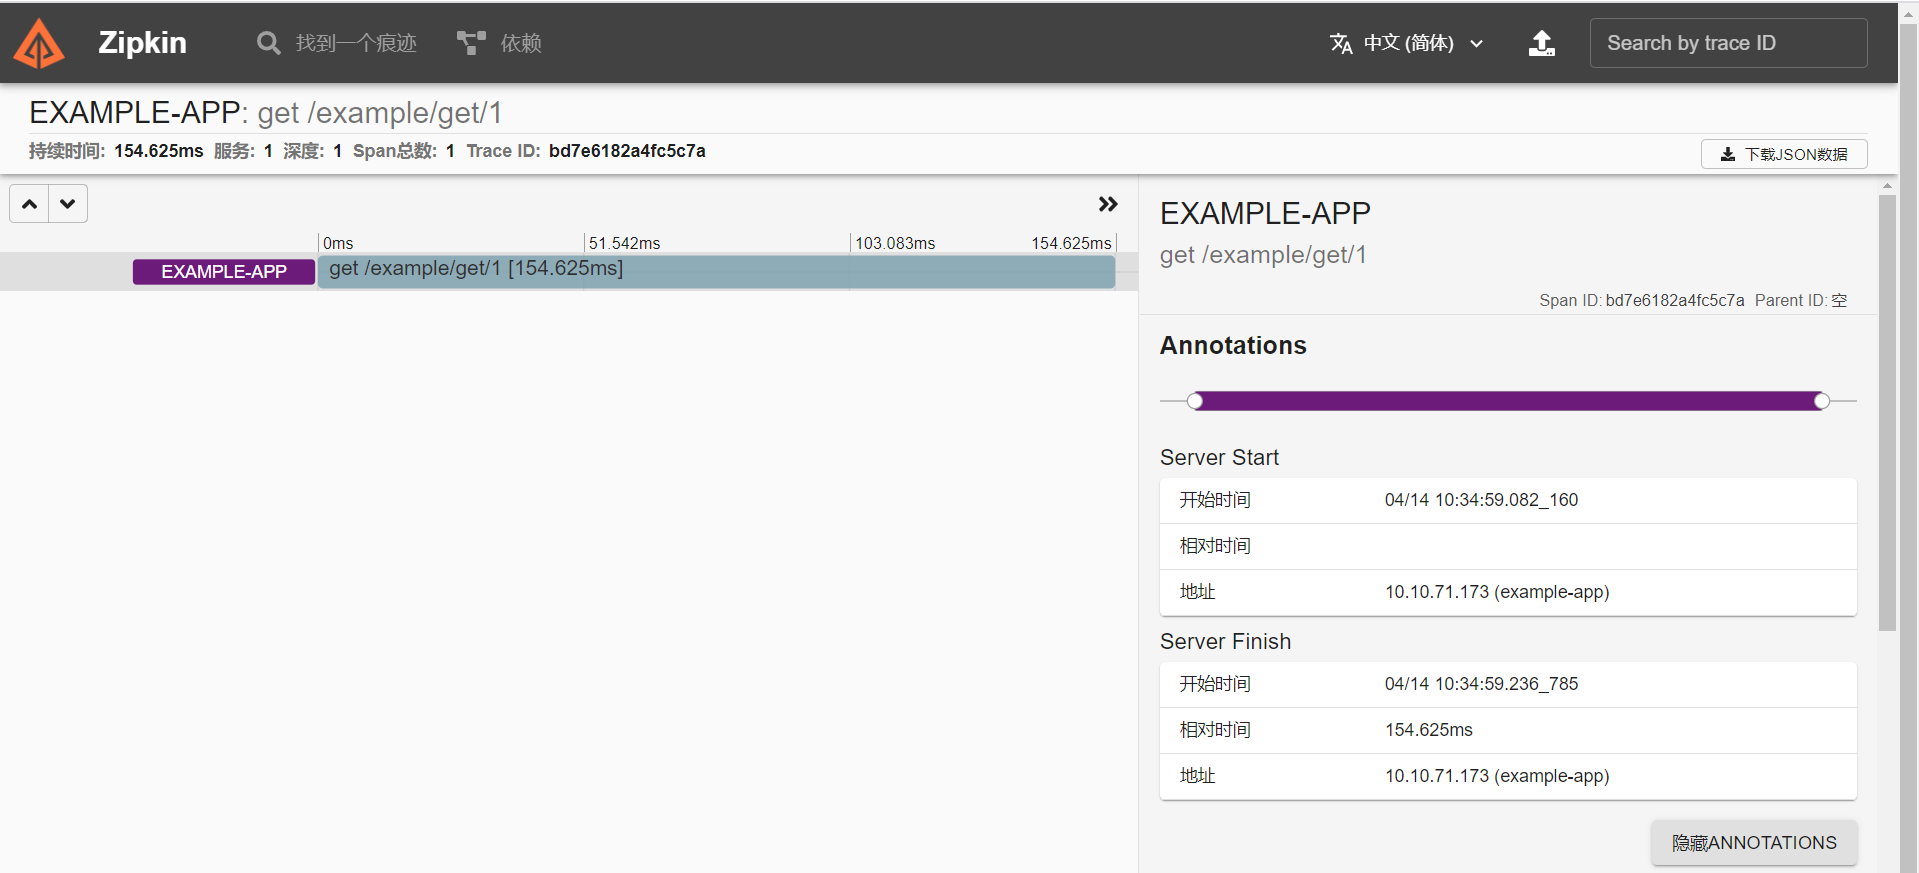 Zipkin 找到一个痕迹 依赖 中文 (简体) Search by trace ID
EXAMPLE-APP: get /example/get/1
持续时间: 154.625ms 服务: 1 深度: 1 Span总数: 1 Trace ID: bd7e6182a4fc5c7a
下载JSON数据
0ms 51.542ms 103.083ms 154.625ms
EXAMPLE-APP get /example/get/1 [154.625ms]
EXAMPLE-APP
get /example/get/1
Span ID: bd7e6182a4fc5c7a Parent ID: 空
Annotations
Server Start
开始时间 04/14 10:34:59.082_160
相对时间
地址 10.10.71.173 (example-app)
Server Finish
开始时间 04/14 10:34:59.236_785
相对时间 154.625ms
地址 10.10.71.173 (example-app)
隐藏ANNOTATIONS